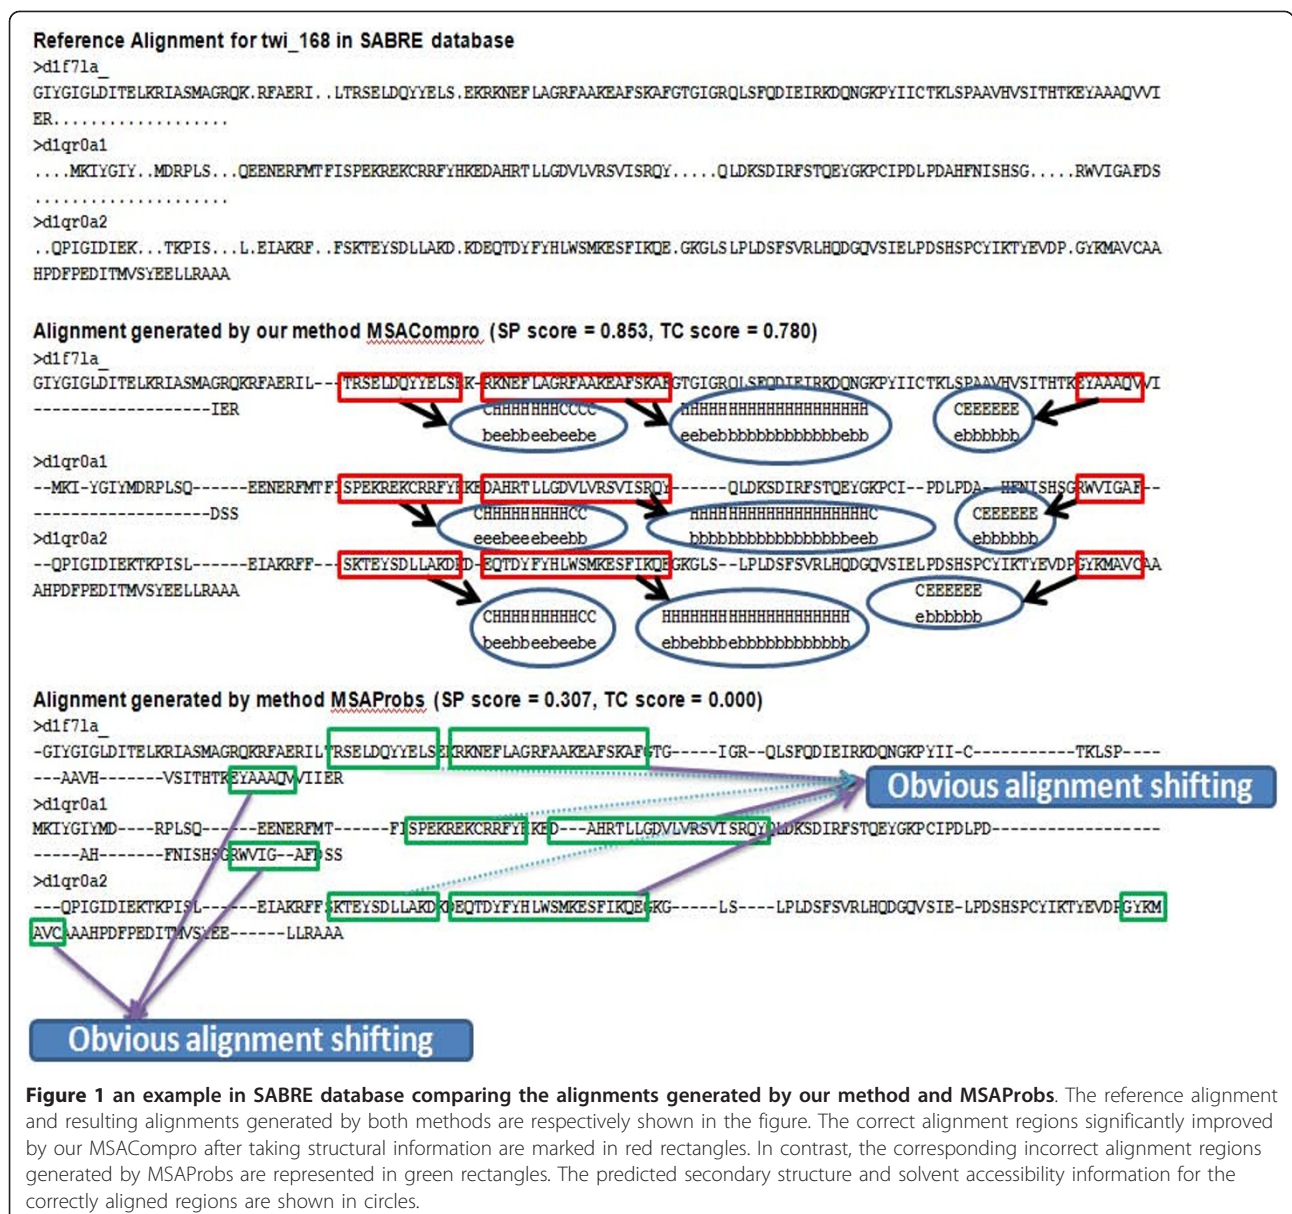 Reference Alignment for twi_168 in SABRE database
>d1f7la_
GIYGIGLDITELKRIASMAGRQK.RFAERI..LTRSELDQYYELS.EKRKNEFLAGRFAAKEAFSKAFGTGIGRQLSFQDIEIRKDQNGKPYIICTKLSPAAVHVSITHTKEYAAAQVVI
ER...................
>d1qr0a1
....MKIYGIY..MDRPLS...QEENERFMTFISPEKREKCRRFYHKEDAHRTLLGDVLVRSVISRQY.....QLDKSDIRFSTQEYGKPCIPDLPDAHFNISHSG.....RWVIGAFDS
.....................
>d1qr0a2
..QPIGIDIEK...TKPIS...L.EIAKRF..FSKTEYSDLLAKD.KDEQTDYFYHLWSMKESFIKQE.GKGLSLPLDSFSVRLHQDGQVSIELPDSHSPCYIKTYEVDP.GYKMAVCAA
HPDFPEDITMVSYEELLRAAA
Alignment generated by our method MSACompro (SP score = 0.853, TC score = 0.780)
>d1f7la_
GIYGIGLDITELKRIASMAGRQKRFAERIL---TRSELDQYYELSEK-RKNEFLAGRFAAKEAFSKAFGTGIGRQLSFQDIEIRKDQNGKPYIICTKLSPAAVHVSITHTKEYAAAQVVI
-------------------IER
CHHHHHHHCCCC HHHHHHHHHHHHHHHHHHHH CEEEEEE
beebbeebeebe eebebbbbbbbbbbbbbebb ebbbbbb
>d1qr0a1
--MKI-YGIYMDRPLSQ------EENERFMTFISPEKREKCRRFYHKEDAHRTLLGDVLVRSVISRQY------QLDKSDIRFSTQEYGKPCI--PDLPDA--HFNISHSGRWVIGAF--
-------------------DSS
CHHHHHHHHHCC HHHHHHHHHHHHHHHHHHHC CEEEEEE
eeebeeebeebb bbbbbbbbbbbbbbbbbeeb ebbbbbb
>d1qr0a2
--QPIGIDIEKTKPISL------EIAKRFF---SKTEYSDLLAKDKD-EQTDYFYHLWSMKESFIKQEGKGLS--LPLDSFSVRLHQDGQVSIELPDSHSPCYIKTYEVDPGYKMAVCAA
AHPDFPEDITMVSYEELLRAAA
CEEEEEE
ebbbbbb
CHHHHHHHHHCC HHHHHHHHHHHHHHHHHHHH
beebbeebeebe ebbebbbebbbbbbbbbbbb
Alignment generated by method MSAProbs (SP score = 0.307, TC score = 0.000)
>d1f7la_
-GIYGIGLDITELKRIASMAGRQKRFAERILTRSELDQYYELSEKRKNEFLAGRFAAKEAFSKAFGTG-----IGR--QLSFQDIEIRKDQNGKPYII-C-----------TKLSP----
---AAVH-------VSITHTKEYAAAQVVIIER
Obvious alignment shifting
>d1qr0a1
MKIYGIYMD----RPLSQ------EENERFMT------FISPEKREKCRRFYHKED---AHRTLLGDVLVRSVISRQYQLDKSDIRFSTQEYGKPCIPDLPD------------------
-----AH-------FNISHSGRWVIG--AFDSS
>d1qr0a2
---QPIGIDIEKTKPISL------EIAKRFFSKTEYSDLLAKDKDEQTDYFYHLWSMKESFIKQEGKG-----LS----LPLDSFSVRLHQDGQVSIE-LPDSHSPCYIKTYEVDPGYKM
AVCAAAHPDFPEDITMVSYEE------LLRAAA
Obvious alignment shifting
Figure 1 an example in SABRE database comparing the alignments generated by our method and MSAProbs. The reference alignment
and resulting alignments generated by both methods are respectively shown in the figure. The correct alignment regions significantly improved
by our MSACompro after taking structural information are marked in red rectangles. In contrast, the corresponding incorrect alignment regions
generated by MSAProbs are represented in green rectangles. The predicted secondary structure and solvent accessibility information for the
correctly aligned regions are shown in circles.